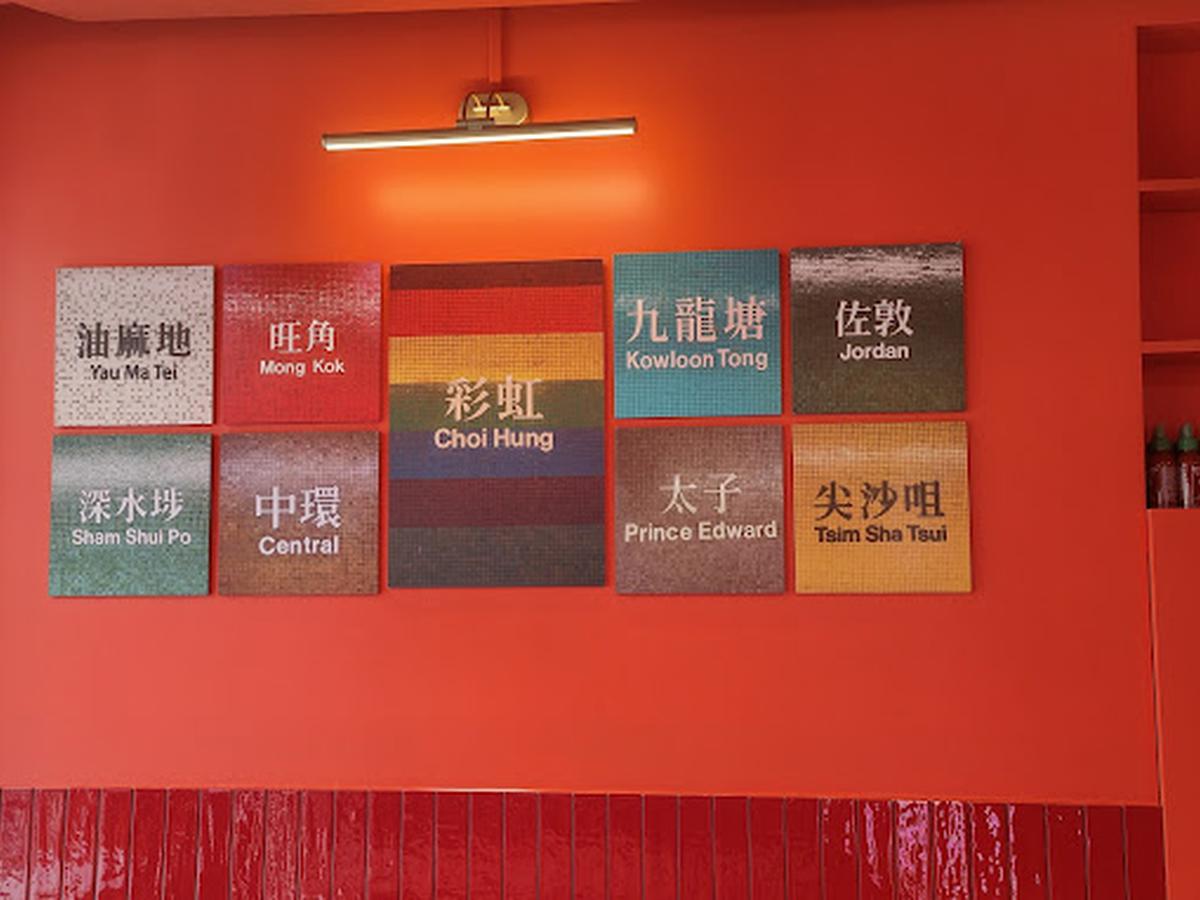 油麻地
Yau Ma Tei
旺角
Mong Kok
彩虹
Choi Hung
九龍塘
Kowloon Tong
佐敦
Jordan
深水埗
Sham Shui Po
中環
Central
太子
Prince Edward
尖沙咀
Tsim Sha Tsui